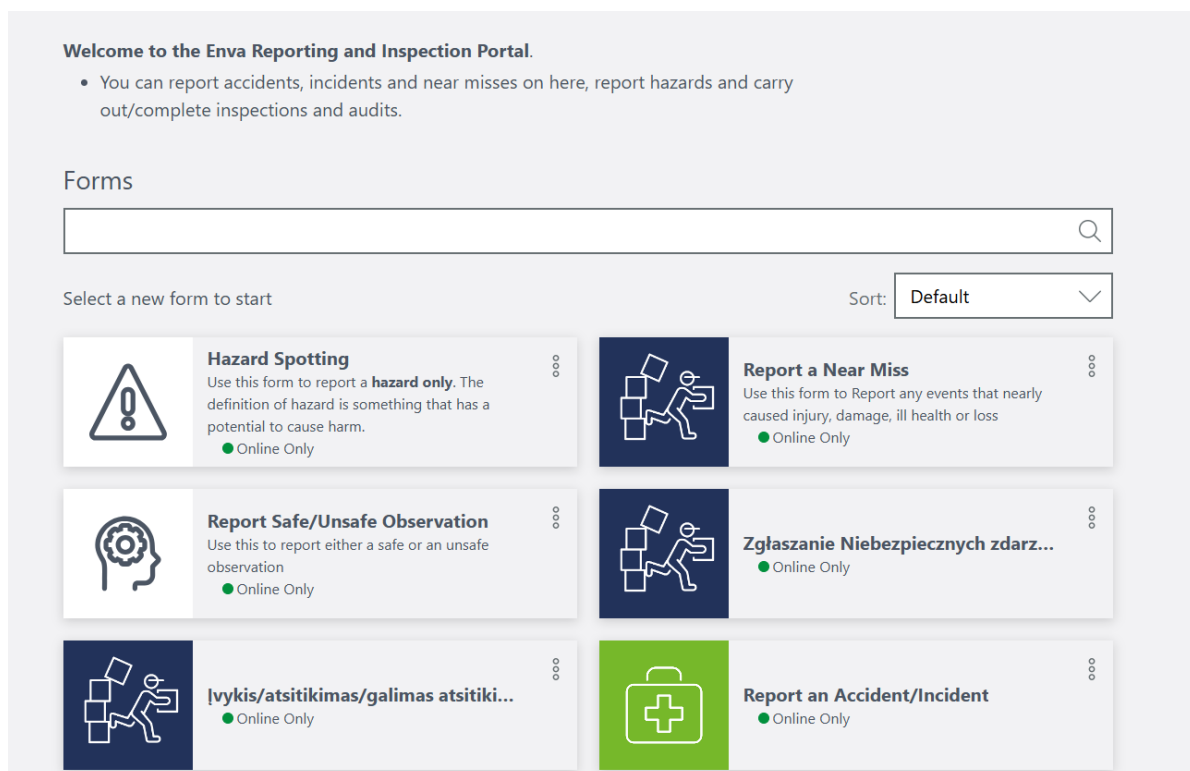 Welcome to the Enva Reporting and Inspection Portal.
• You can report accidents, incidents and near misses on here, report hazards and carry
out/complete inspections and audits.
Forms
Select a new form to start
Sort:
Default
Hazard Spotting
Use this form to report a hazard only. The
definition of hazard is something that has a
potential to cause harm.
Online Only
Report a Near Miss
Use this form to Report any events that nearly
caused injury, damage, ill health or loss
Online Only
Report Safe/Unsafe Observation
Use this to report either a safe or an unsafe
observation
Online Only
Zgłaszanie Niebezpiecznych zdarz...
Online Only
Įvykis/atsitikimas/galimas atsitiki...
Online Only
Report an Accident/Incident
Online Only